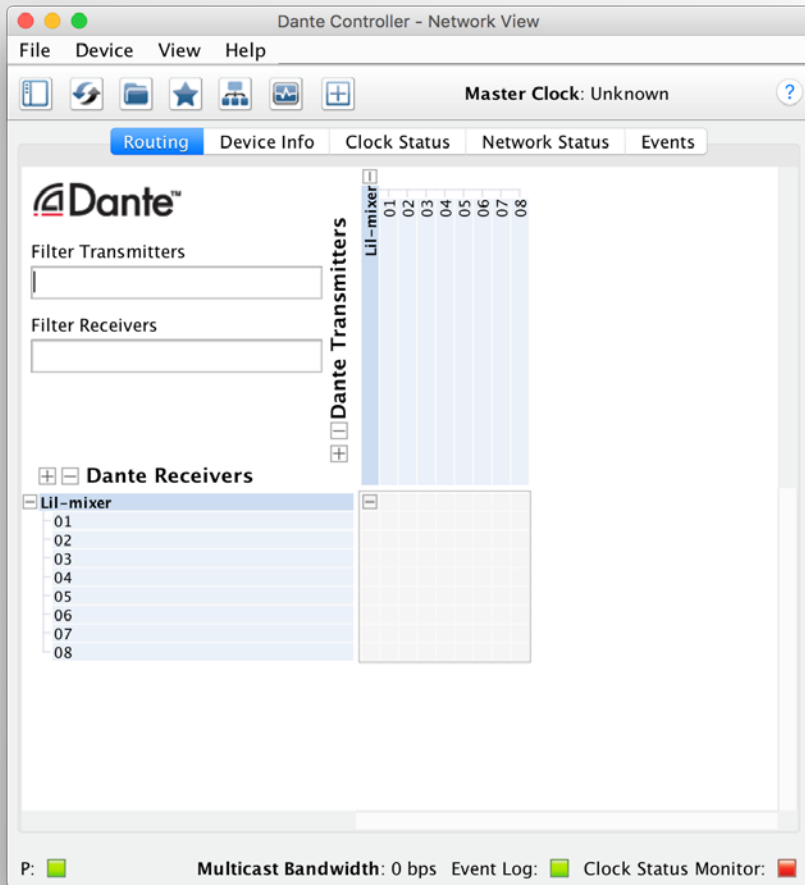 Dante Controller - Network View
File Device View Help
Master Clock: Unknown ?
Routing Device Info Clock Status Network Status Events
Dante™
Filter Transmitters
Filter Receivers
Dante Transmitters
Lil-mixer
01
02
03
04
05
06
07
08
Dante Receivers
Lil-mixer
01
02
03
04
05
06
07
08
P: Multicast Bandwidth: 0 bps Event Log: Clock Status Monitor: